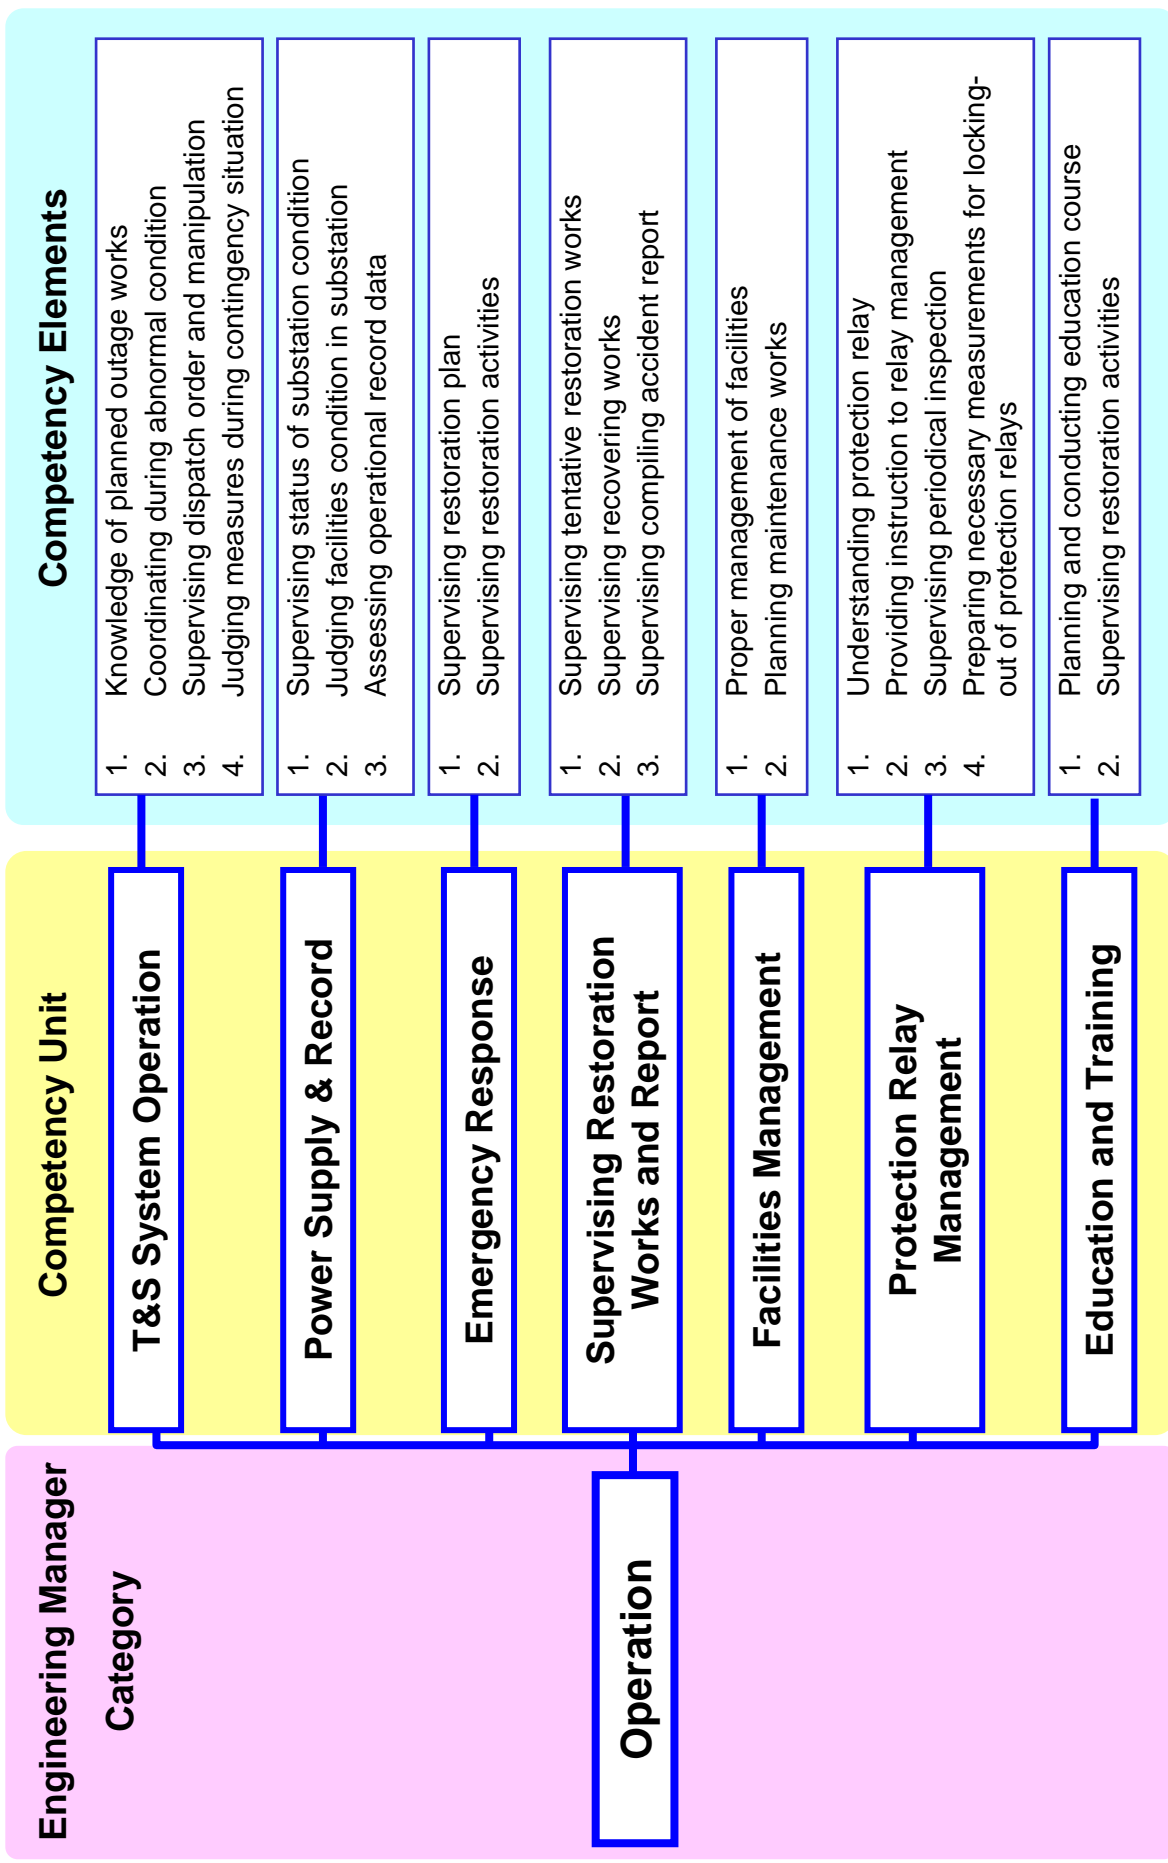 Engineering Manager
Category
Competency Unit
Competency Elements
Operation
T&S System Operation
1. Knowledge of planned outage works
2. Coordinating during abnormal condition
3. Supervising dispatch order and manipulation
4. Judging measures during contingency situation
Power Supply & Record
1. Supervising status of substation condition
2. Judging facilities condition in substation
3. Assessing operational record data
Emergency Response
1. Supervising restoration plan
2. Supervising restoration activities
Supervising Restoration
Works and Report
1. Supervising tentative restoration works
2. Supervising recovering works
3. Supervising compiling accident report
Facilities Management
1. Proper management of facilities
2. Planning maintenance works
Protection Relay
Management
1. Understanding protection relay
2. Providing instruction to relay management
3. Supervising periodical inspection
4. Preparing necessary measurements for locking-
out of protection relays
Education and Training
1. Planning and conducting education course
2. Supervising restoration activities